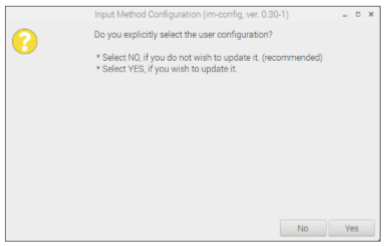 Input Method Configuration (im-config, ver. 0.30-1)
Do you explicitly select the user configuration?
* Select NO, if you do not wish to update it. (recommended)
* Select YES, if you wish to update it.
No Yes